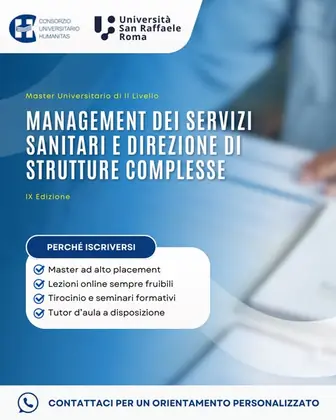 CONSORZIO
UNIVERSITARIO
HUMANITAS
Università
San Raffaele
Roma
Master Universitario di II Livello
MANAGEMENT DEI SERVIZI
SANITARI E DIREZIONE DI
STRUTTURE COMPLESSE
IX Edizione
PERCHÉ ISCRIVERSI
Master ad alto placement
Lezioni online sempre fruibili
Tirocinio e seminari formativi
Tutor d'aula a disposizione
CONTATTACI PER UN ORIENTAMENTO PERSONALIZZATO